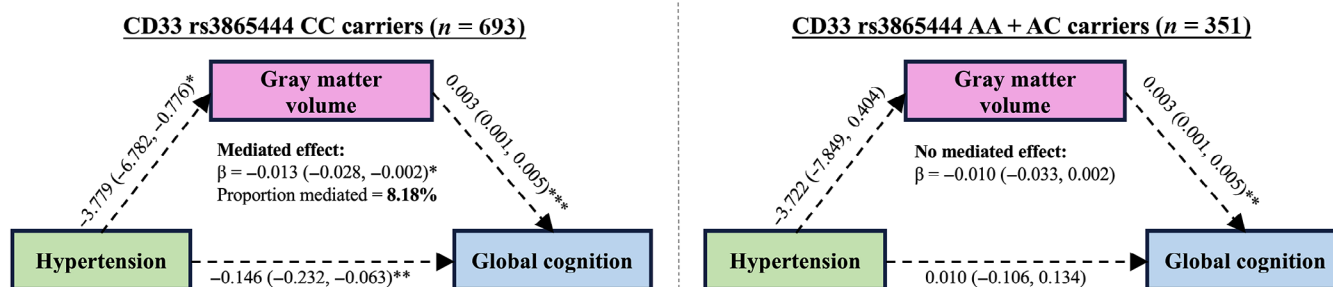 CD33 rs3865444 CC carriers (n = 693)
Gray matter
volume
−3.779 (−6.782, −0.776)*
0.003 (0.001, 0.005)***
Mediated effect:
β = −0.013 (−0.028, −0.002)*
Proportion mediated = 8.18%
Hypertension
−0.146 (−0.232, −0.063)**
Global cognition
CD33 rs3865444 AA + AC carriers (n = 351)
Gray matter
volume
−3.722 (-7.849, 0.404)
0.003 (0.001, 0.005)**
No mediated effect:
β = −0.010 (−0.033, 0.002)
Hypertension
0.010 (−0.106, 0.134)
Global cognition